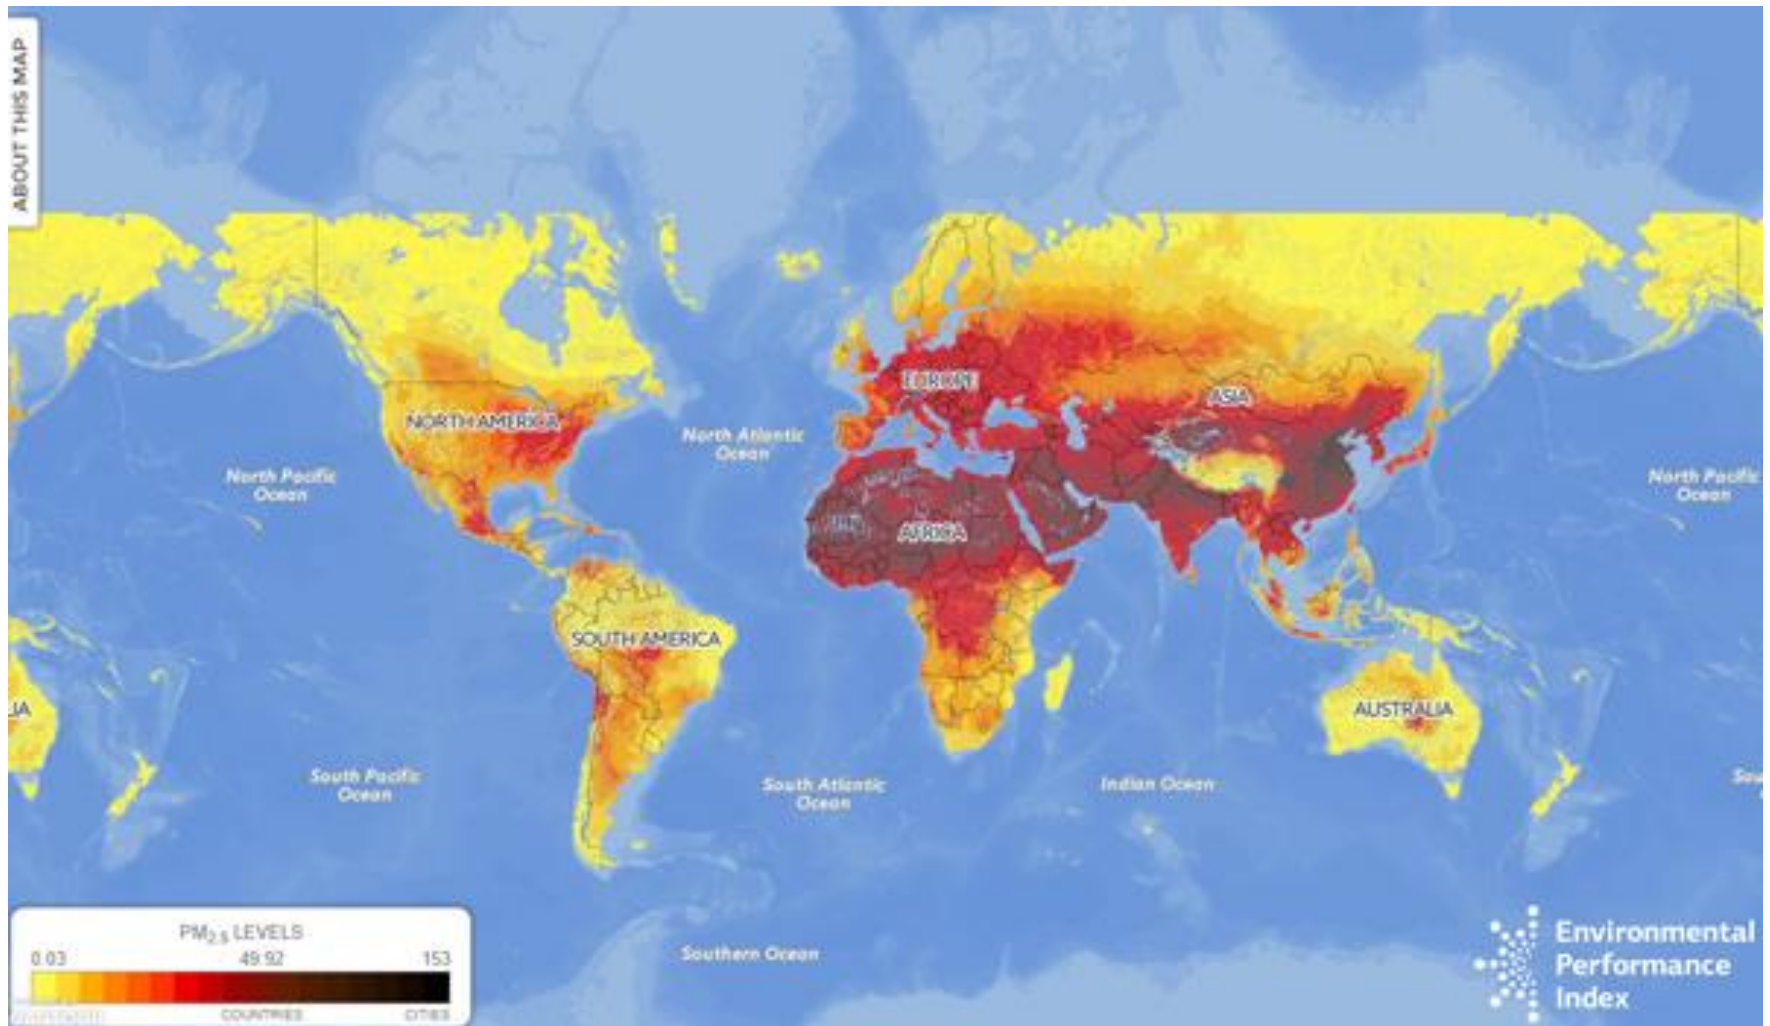 ABOUT THIS MAP
EUROPE
ASIA
NORTH AMERICA
North Atlantic
Ocean
North Pacific
Ocean
North Pacific
Ocean
AFRICA
SOUTH AMERICA
IA
AUSTRALIA
South Pacific
Ocean
South Atlantic
Ocean
Indian Ocean
Sou
Southern Ocean
PM2.5 LEVELS
0.03 49.92 153
COUNTRIES CITIES
Environmental
Performance
Index